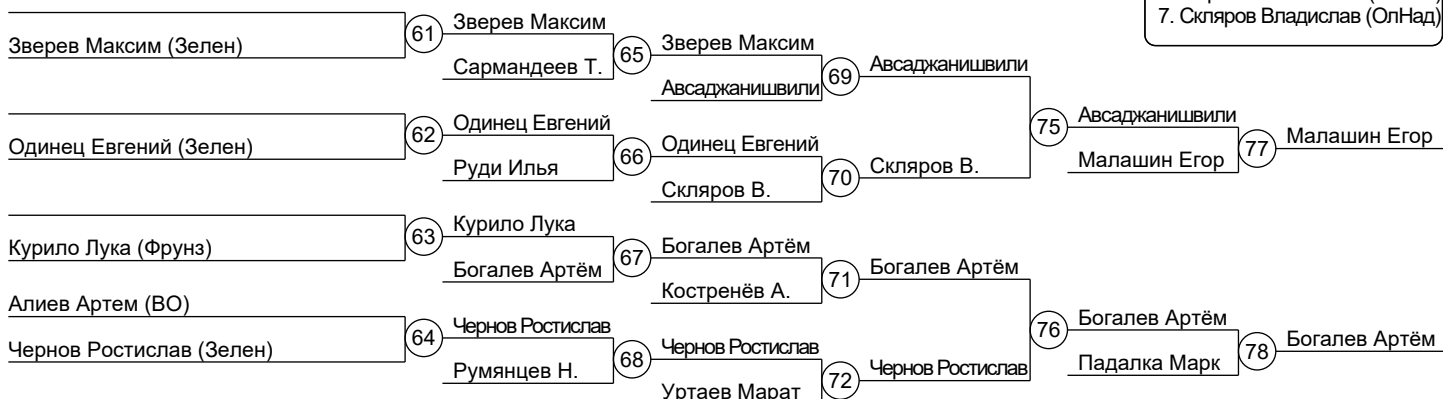 7. Скляров Владислав (ОлНад)
Зверев Максим (Зелен)
61
Зверев Максим
Сармандеев Т.
65
Зверев Максим
Авсаджанишвили
69
Авсаджанишвили
Одинец Евгений (Зелен)
62
Одинец Евгений
Руди Илья
66
Одинец Евгений
Скляров В.
70
Скляров В.
75
Авсаджанишвили
Малашин Егор
77
Малашин Егор
Курило Лука (Фрунз)
63
Курило Лука
Богалев Артём
67
Богалев Артём
Костренёв А.
71
Богалев Артём
Алиев Артем (ВО)
Чернов Ростислав (Зелен)
64
Чернов Ростислав
Румянцев Н.
68
Чернов Ростислав
Уртаев Марат
72
Чернов Ростислав
76
Богалев Артём
Падалка Марк
78
Богалев Артём